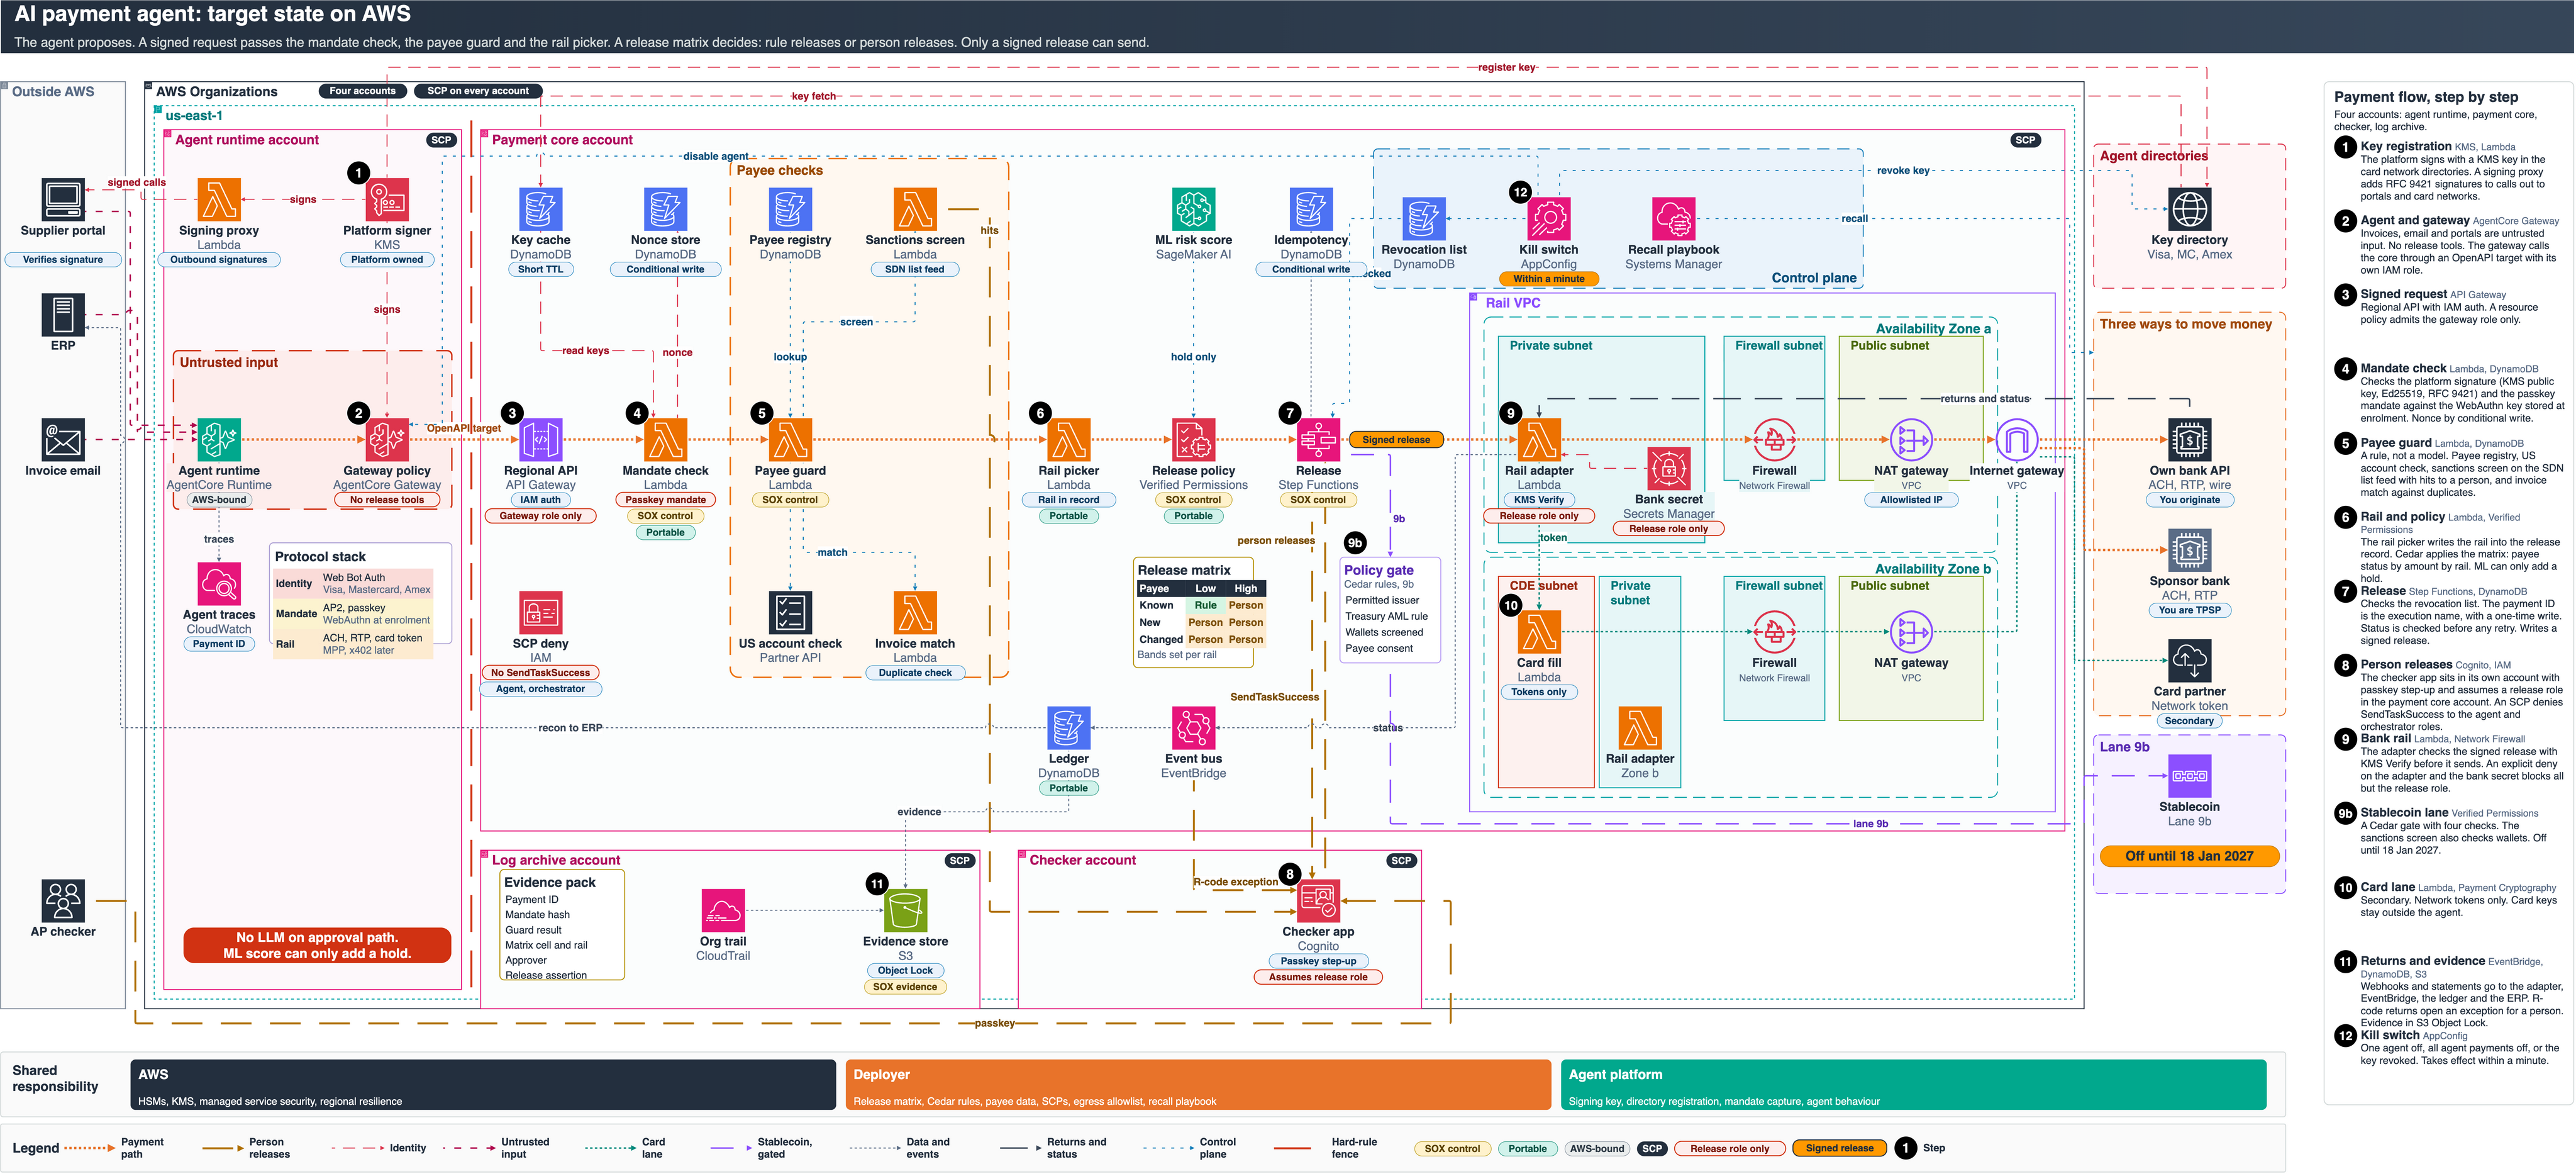 AI payment agent: target state on AWS
The agent proposes. A signed request passes the mandate check, the payee guard and the rail picker. A release matrix decides: rule releases or person releases. Only a signed release can send.
register key
Outside AWS
AWS Organizations
Four accounts
SCP on every account
key fetch
us-east-1
Agent runtime account
SCP
Payment core account
SCP
disable agent
signed calls
Supplier portal
Verifies signature
Signing proxy
Lambda
Outbound signatures
signs
1
Platform signer
KMS
Platform owned
signs
ERP
Invoice email
Untrusted input
Agent runtime
AgentCore Runtime
AWS-bound
2
Gateway policy
AgentCore Gateway
No release tools
OpenAPI target
traces
Agent traces
CloudWatch
Payment ID
Protocol stack
Identity
Web Bot Auth
Visa, Mastercard, Amex
Mandate
AP2, passkey
WebAuthn at enrolment
Rail
ACH, RTP, card token
MPP, x402 later
No LLM on approval path.
ML score can only add a hold.
AP checker
Key cache
DynamoDB
Short TTL
Nonce store
DynamoDB
Conditional write
read keys
nonce
Payee checks
Payee registry
DynamoDB
Sanctions screen
Lambda
SDN list feed
hits
screen
lookup
3
Regional API
API Gateway
IAM auth
Gateway role only
4
Mandate check
Lambda
Passkey mandate
SOX control
Portable
5
Payee guard
Lambda
SOX control
match
US account check
Partner API
Invoice match
Lambda
Duplicate check
SCP deny
IAM
No SendTaskSuccess
Agent, orchestrator
recon to ERP
ML risk score
SageMaker AI
hold only
Idempotency
DynamoDB
Conditional write
ecked
6
Rail picker
Lambda
Rail in record
Portable
Release policy
Verified Permissions
SOX control
Portable
7
Release
Step Functions
SOX control
Signed release
person releases
9b
9b
Release matrix
Payee Low High
Known Rule Person
New Person Person
Changed Person Person
Bands set per rail
Policy gate
Cedar rules, 9b
Permitted issuer
Treasury AML rule
Wallets screened
Payee consent
SendTaskSuccess
status
Ledger
DynamoDB
Portable
Event bus
EventBridge
evidence
Revocation list
DynamoDB
12
Kill switch
AppConfig
Within a minute
Recall playbook
Systems Manager
Control plane
revoke key
recall
Rail VPC
Availability Zone a
Private subnet
Firewall subnet
Public subnet
returns and status
9
Rail adapter
Lambda
KMS Verify
Release role only
Bank secret
Secrets Manager
Release role only
Firewall
Network Firewall
NAT gateway
VPC
Allowlisted IP
Internet gateway
VPC
token
Availability Zone b
CDE subnet
Private
subnet
Firewall subnet
Public subnet
10
Card fill
Lambda
Tokens only
Firewall
Network Firewall
NAT gateway
VPC
Rail adapter
Zone b
lane 9b
Log archive account
SCP
Evidence pack
Payment ID
Mandate hash
Guard result
Matrix cell and rail
Approver
Release assertion
Org trail
CloudTrail
11
Evidence store
S3
Object Lock
SOX evidence
Checker account
SCP
R-code exception
8
Checker app
Cognito
Passkey step-up
Assumes release role
passkey
Agent directories
Key directory
Visa, MC, Amex
Three ways to move money
Own bank API
ACH, RTP, wire
You originate
Sponsor bank
ACH, RTP
You are TPSP
Card partner
Network token
Secondary
Lane 9b
Stablecoin
Lane 9b
Off until 18 Jan 2027
Payment flow, step by step
Four accounts: agent runtime, payment core,
checker, log archive.
1
Key registration KMS, Lambda
The platform signs with a KMS key in the
card network directories. A signing proxy
adds RFC 9421 signatures to calls out to
portals and card networks.
2
Agent and gateway AgentCore Gateway
Invoices, email and portals are untrusted
input. No release tools. The gateway calls
the core through an OpenAPI target with its
own IAM role.
3
Signed request API Gateway
Regional API with IAM auth. A resource
policy admits the gateway role only.
4
Mandate check Lambda, DynamoDB
Checks the platform signature (KMS public
key, Ed25519, RFC 9421) and the passkey
mandate against the WebAuthn key stored at
enrolment. Nonce by conditional write.
5
Payee guard Lambda, DynamoDB
A rule, not a model. Payee registry, US
account check, sanctions screen on the SDN
list feed with hits to a person, and invoice
match against duplicates.
6
Rail and policy Lambda, Verified
Permissions
The rail picker writes the rail into the release
record. Cedar applies the matrix: payee
status by amount by rail. ML can only add a
hold.
7
Release Step Functions, DynamoDB
Checks the revocation list. The payment ID
is the execution name, with a one-time write.
Status is checked before any retry. Writes a
signed release.
8
Person releases Cognito, IAM
The checker app sits in its own account with
passkey step-up and assumes a release role
in the payment core account. An SCP denies
SendTaskSuccess to the agent and
orchestrator roles.
9
Bank rail Lambda, Network Firewall
The adapter checks the signed release with
KMS Verify before it sends. An explicit deny
on the adapter and the bank secret blocks all
but the release role.
9b
Stablecoin lane Verified Permissions
A Cedar gate with four checks. The
sanctions screen also checks wallets. Off
until 18 Jan 2027.
10
Card lane Lambda, Payment Cryptography
Secondary. Network tokens only. Card keys
stay outside the agent.
11
Returns and evidence EventBridge,
DynamoDB, S3
Webhooks and statements go to the adapter,
EventBridge, the ledger and the ERP. R-
code returns open an exception for a person.
Evidence in S3 Object Lock.
12
Kill switch AppConfig
One agent off, all agent payments off, or the
key revoked. Takes effect within a minute.
Shared
responsibility
AWS
HSMs, KMS, managed service security, regional resilience
Deployer
Release matrix, Cedar rules, payee data, SCPs, egress allowlist, recall playbook
Agent platform
Signing key, directory registration, mandate capture, agent behaviour
Legend
Payment
path
Person
releases
Identity
Untrusted
input
Card
lane
Stablecoin,
gated
Data and
events
Returns and
status
Control
plane
Hard-rule
fence
SOX control
Portable
AWS-bound
SCP
Release role only
Signed release
1
Step